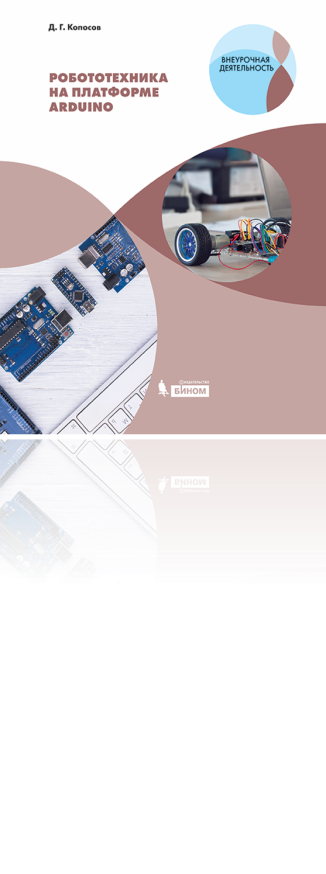 Д. Г. Копосов
ВНЕУРОЧНАЯ
ДЕЯТЕЛЬНОСТЬ
РОБОТОТЕХНИКА
НА ПЛАТФОРМЕ
ARDUINO
ИЗДАТЕЛЬСТВО
БИНОМ